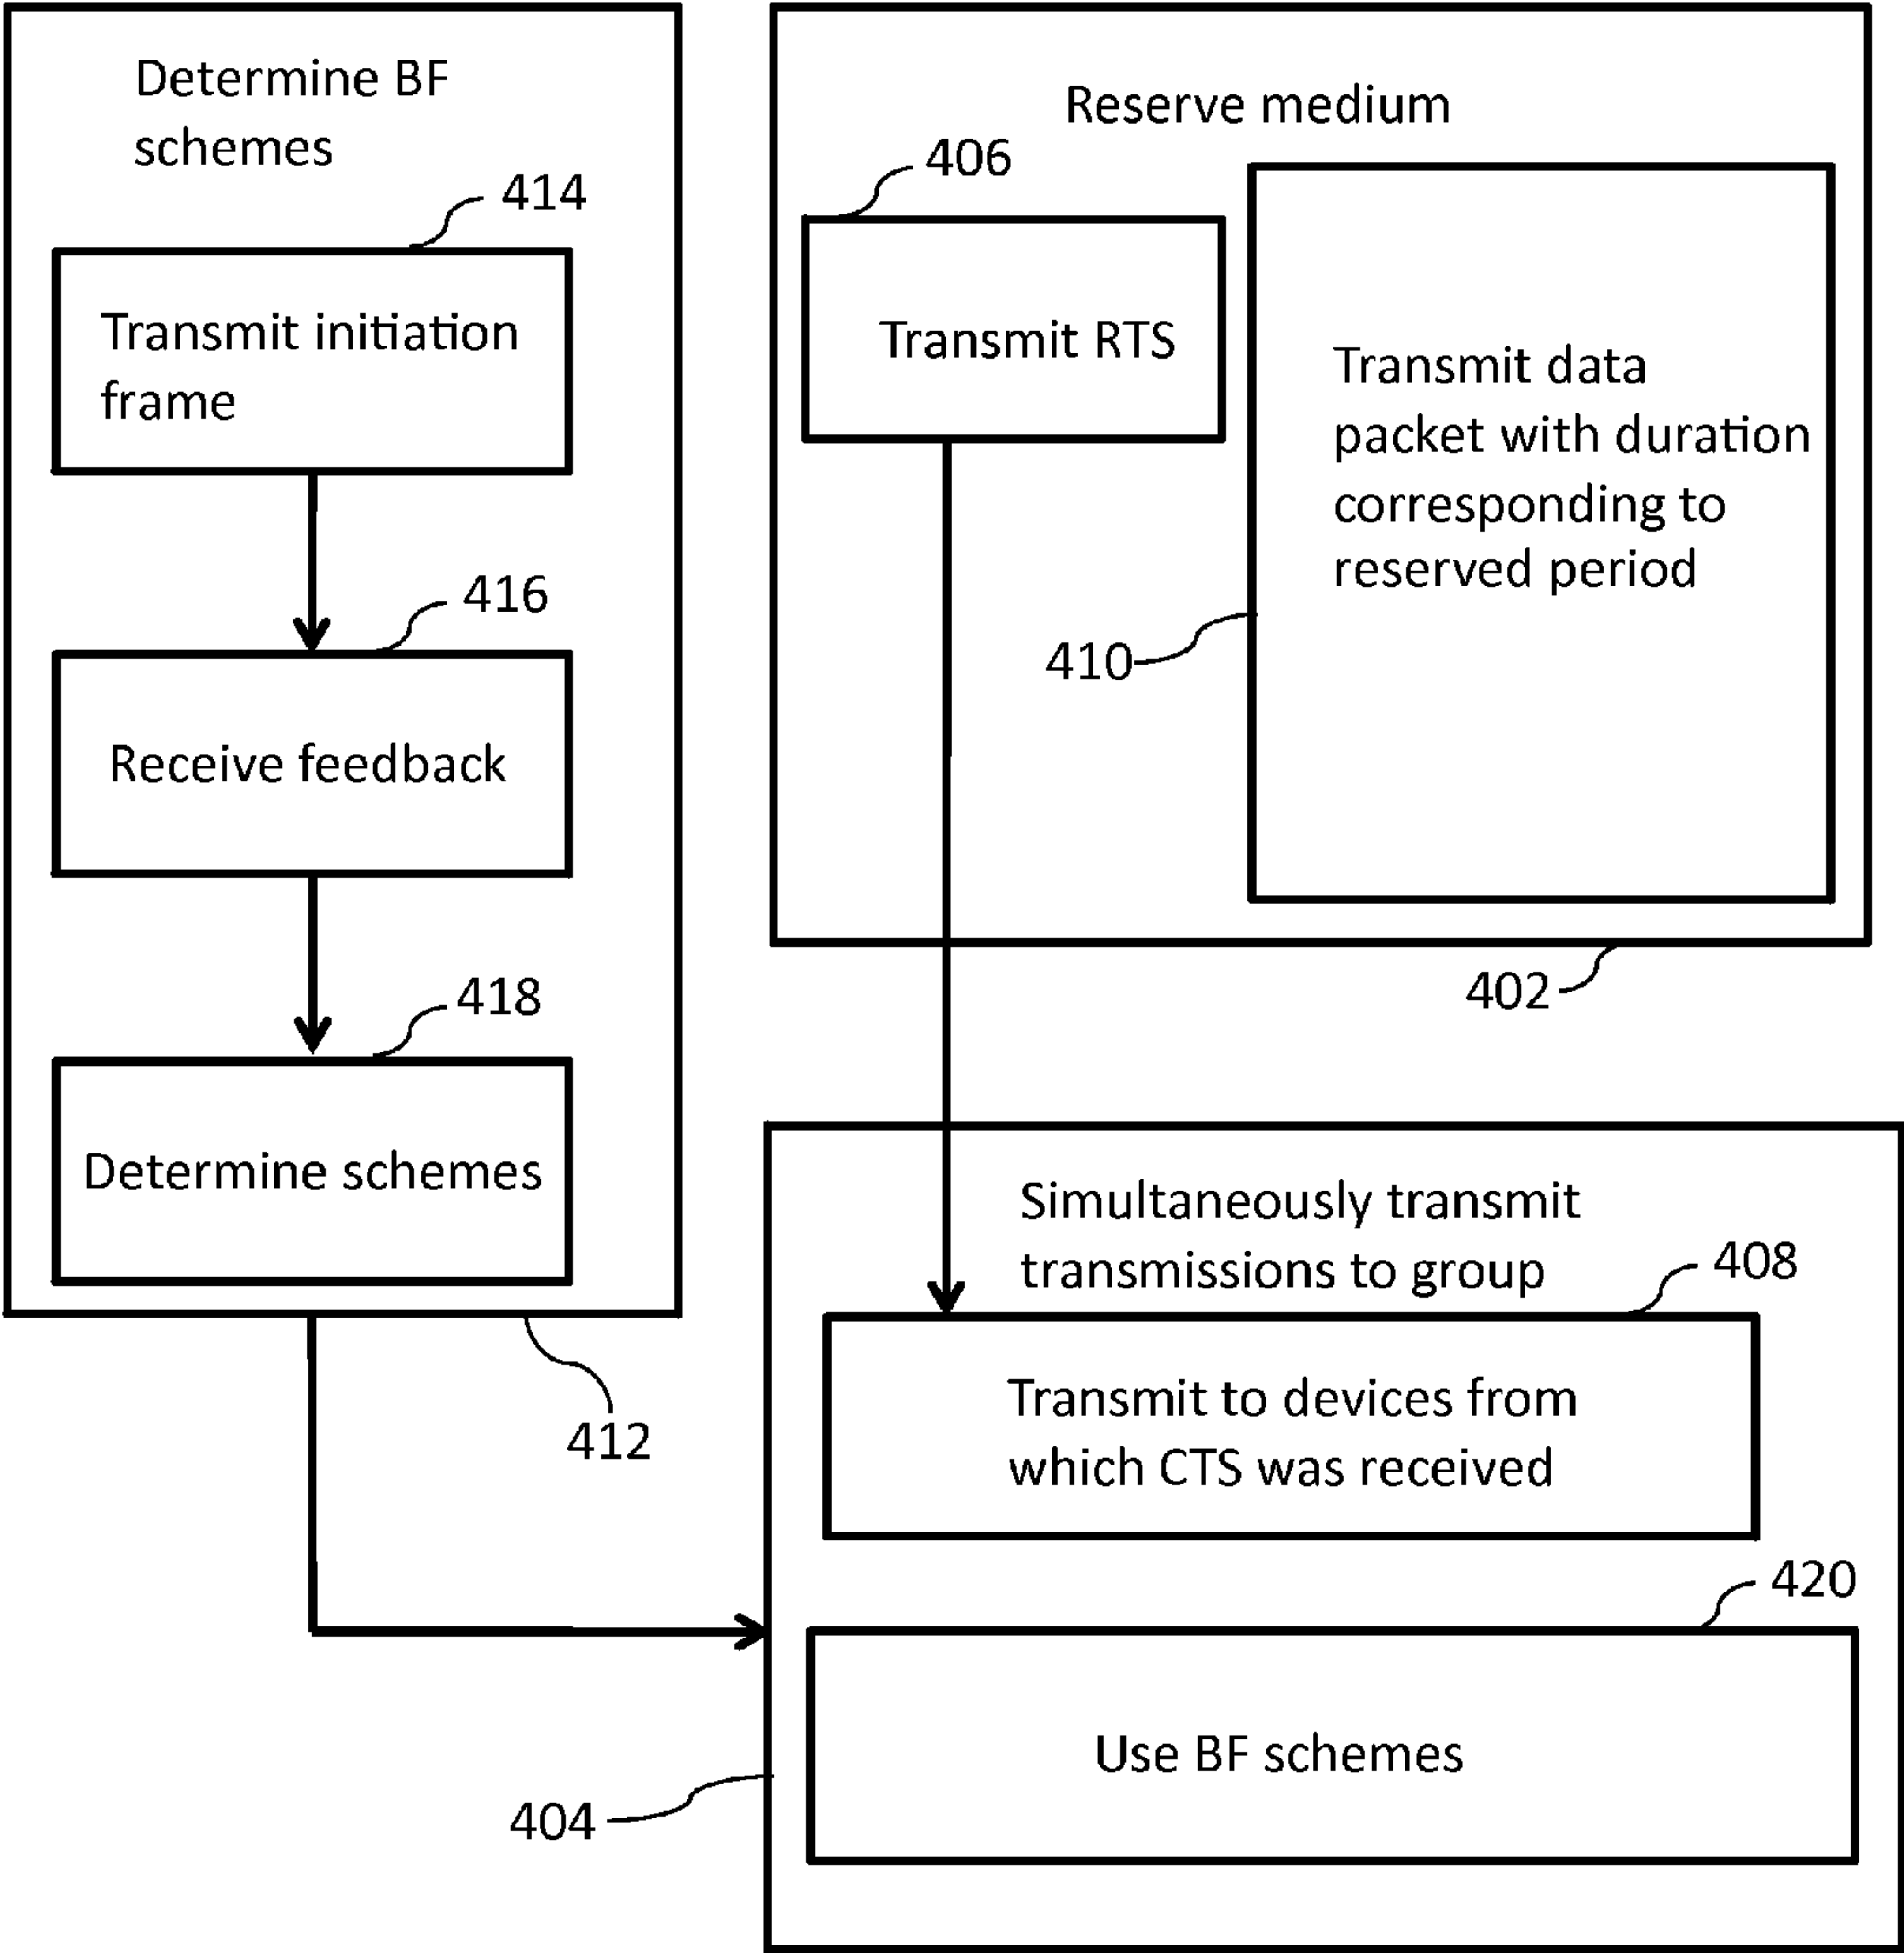 Determine BF
schemes
414
Transmit initiation
frame
416
Receive feedback
418
Determine schemes
412
Reserve medium
406
Transmit RTS
Transmit data
packet with duration
corresponding to
reserved period
410
402
Simultaneously transmit
transmissions to group
408
Transmit to devices from
which CTS was received
420
Use BF schemes
404